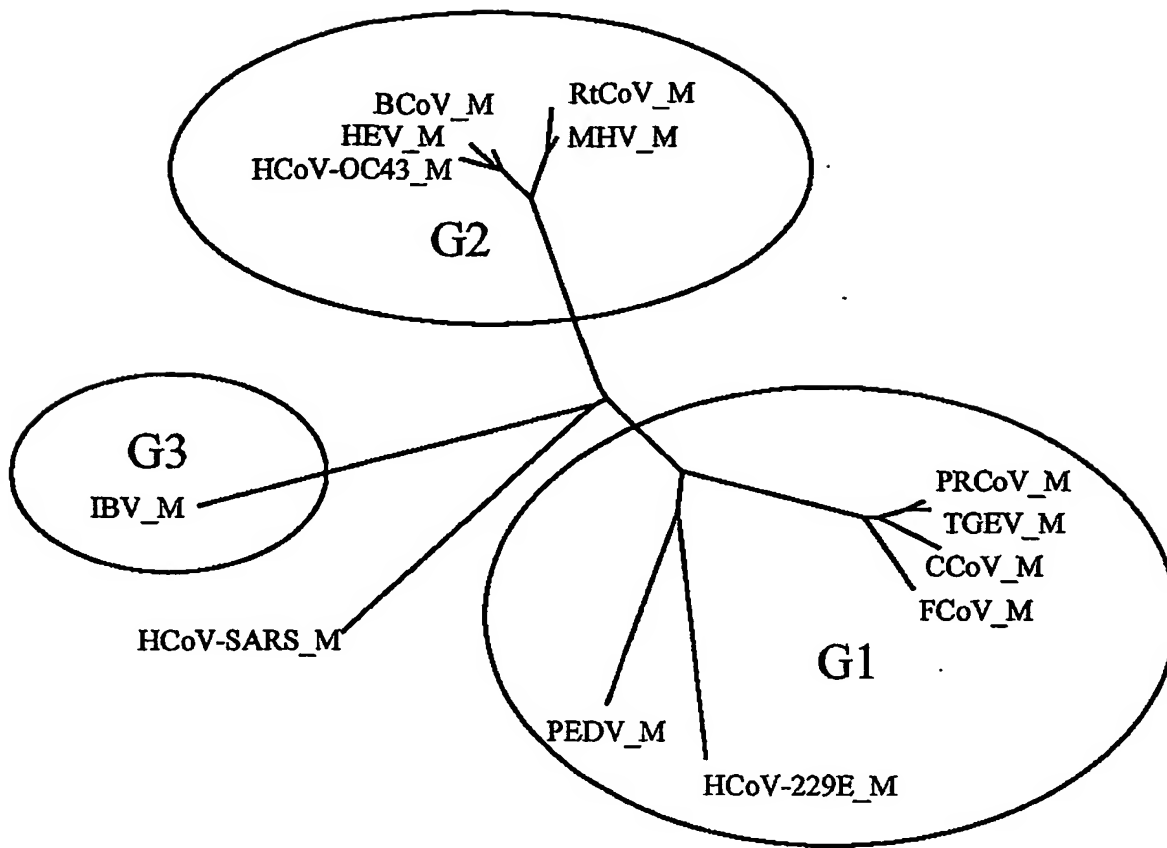 RtCoV_M
BCoV_M
HEV_M
MHV_M
HCoV-OC43_M
G2
G3
IBV_M
PRCoV_M
TGEV_M
CCoV_M
FCoV_M
HCoV-SARS_M
G1
PEDV_M
HCoV-229E_M